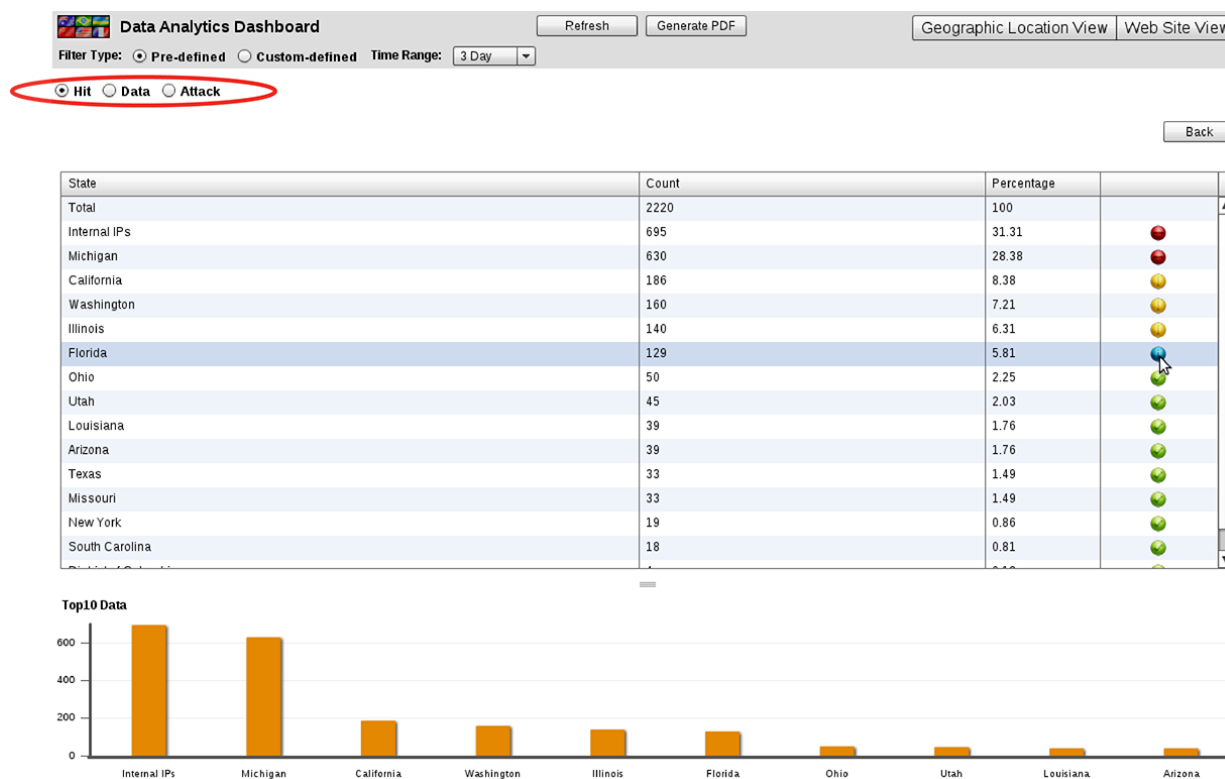 Data Analytics Dashboard Refresh Generate PDF Geographic Location View Web Site View
Filter Type: Pre-defined Custom-defined Time Range: 3 Day
Hit Data Attack
Back
State Count Percentage
Total 2220 100
Internal IPs 695 31.31
Michigan 630 28.38
California 186 8.38
Washington 160 7.21
Illinois 140 6.31
Florida 129 5.81
Ohio 50 2.25
Utah 45 2.03
Louisiana 39 1.76
Arizona 39 1.76
Texas 33 1.49
Missouri 33 1.49
New York 19 0.86
South Carolina 18 0.81
Top10 Data
600
400
200
0
Internal IPs Michigan California Washington Illinois Florida Ohio Utah Louisiana Arizona